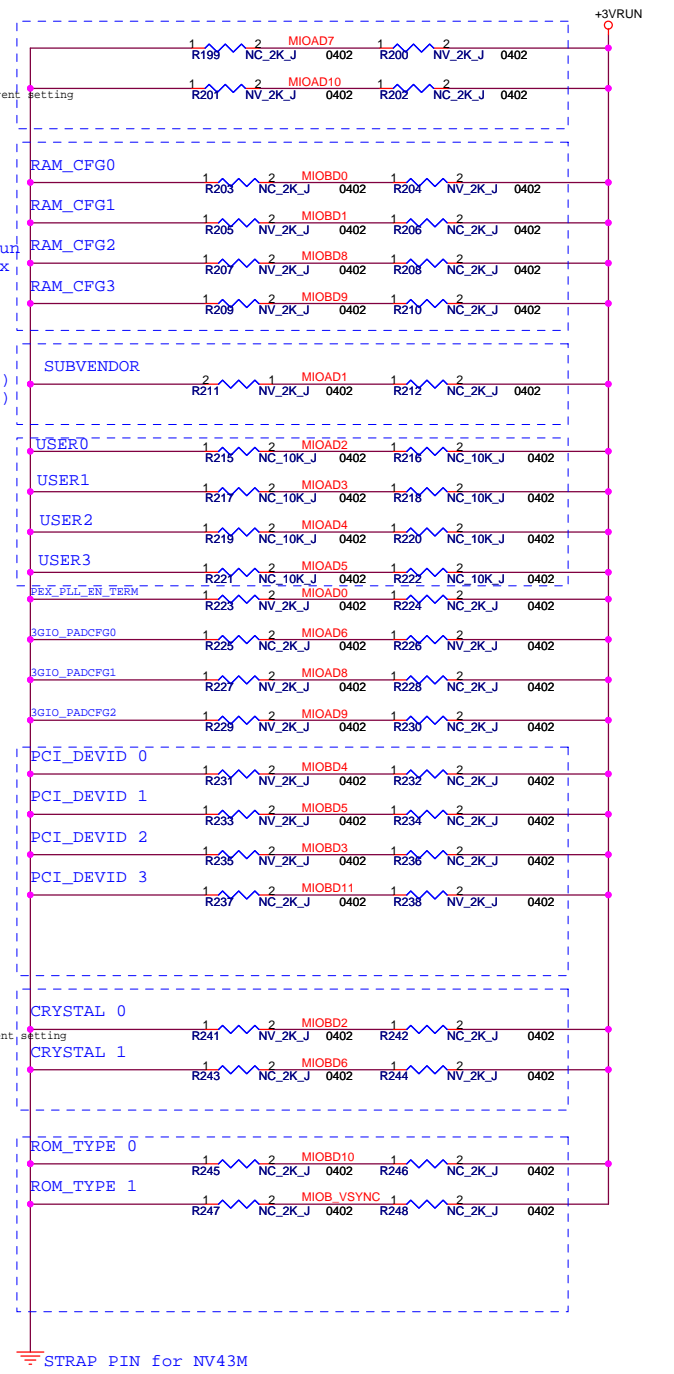 +3VRUN
1 2 MIOAD7 1 2
R199 NC_2K_J 0402 R200 NV_2K_J 0402
1 2 MIOAD10 1 2
ent setting R201 NV_2K_J 0402 R202 NC_2K_J 0402
RAM_CFG0
1 2 MIOBD0 1 2
R203 NC_2K_J 0402 R204 NV_2K_J 0402
RAM_CFG1
1 2 MIOBD1 1 2
R205 NV_2K_J 0402 R206 NC_2K_J 0402
un RAM_CFG2
x 1 2 MIOBD8 1 2
R207 NV_2K_J 0402 R208 NC_2K_J 0402
RAM_CFG3
1 2 MIOBD9 1 2
R209 NV_2K_J 0402 R210 NC_2K_J 0402
SUBVENDOR
) 2 1 MIOAD1 1 2
) R211 NV_2K_J 0402 R212 NC_2K_J 0402
USER0 1 2 MIOAD2 1 2
R215 NC_10K_J 0402 R216 NC_10K_J 0402
USER1 1 2 MIOAD3 1 2
R217 NC_10K_J 0402 R218 NC_10K_J 0402
USER2 1 2 MIOAD4 1 2
R219 NC_10K_J 0402 R220 NC_10K_J 0402
USER3 1 2 MIOAD5 1 2
R221 NC_10K_J 0402 R222 NC_10K_J 0402
PEX_PLL_EN_TERM 1 2 MIOAD0 1 2
R223 NV_2K_J 0402 R224 NC_2K_J 0402
3GIO_PADCFG0 1 2 MIOAD6 1 2
R225 NC_2K_J 0402 R226 NV_2K_J 0402
3GIO_PADCFG1 1 2 MIOAD8 1 2
R227 NV_2K_J 0402 R228 NC_2K_J 0402
3GIO_PADCFG2 1 2 MIOAD9 1 2
R229 NV_2K_J 0402 R230 NC_2K_J 0402
PCI_DEVID 0
1 2 MIOBD4 1 2
R231 NV_2K_J 0402 R232 NC_2K_J 0402
PCI_DEVID 1
1 2 MIOBD5 1 2
R233 NV_2K_J 0402 R234 NC_2K_J 0402
PCI_DEVID 2
1 2 MIOBD3 1 2
R235 NV_2K_J 0402 R236 NC_2K_J 0402
PCI_DEVID 3
1 2 MIOBD11 1 2
R237 NC_2K_J 0402 R238 NV_2K_J 0402
CRYSTAL 0
1 2 MIOBD2 1 2
nt setting R241 NV_2K_J 0402 R242 NC_2K_J 0402
CRYSTAL 1
1 2 MIOBD6 1 2
R243 NC_2K_J 0402 R244 NV_2K_J 0402
ROM_TYPE 0
1 2 MIOBD10 1 2
R245 NC_2K_J 0402 R246 NC_2K_J 0402
ROM_TYPE 1
1 2 MIOB_VSYNC 1 2
R247 NC_2K_J 0402 R248 NC_2K_J 0402
STRAP PIN for NV43M